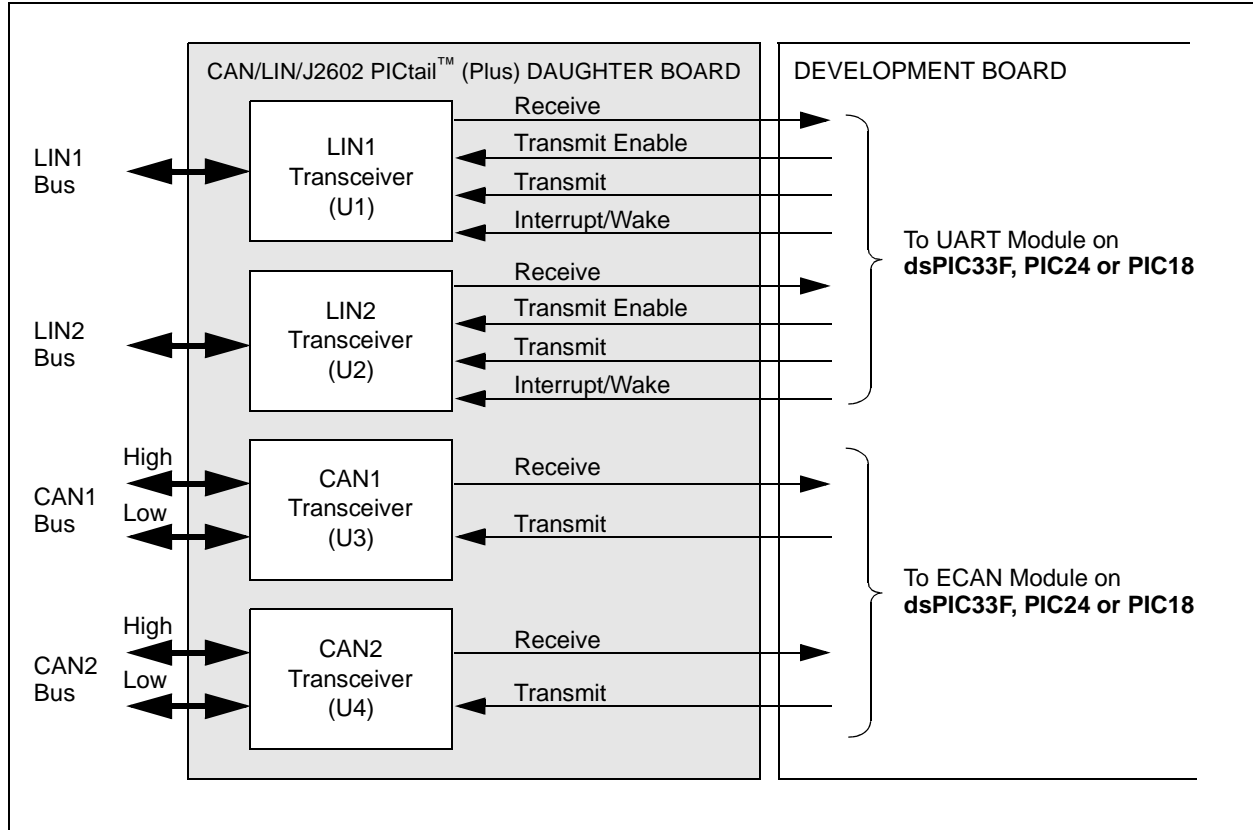 CAN/LIN/J2602 PICtail™ (Plus) DAUGHTER BOARD
DEVELOPMENT BOARD
LIN1
Bus
LIN1
Transceiver
(U1)
Receive
Transmit Enable
Transmit
Interrupt/Wake
LIN2
Bus
LIN2
Transceiver
(U2)
Receive
Transmit Enable
Transmit
Interrupt/Wake
To UART Module on
dsPIC33F, PIC24 or PIC18
CAN1
Bus
High
Low
CAN1
Transceiver
(U3)
Receive
Transmit
CAN2
Bus
High
Low
CAN2
Transceiver
(U4)
Receive
Transmit
To ECAN Module on
dsPIC33F, PIC24 or PIC18